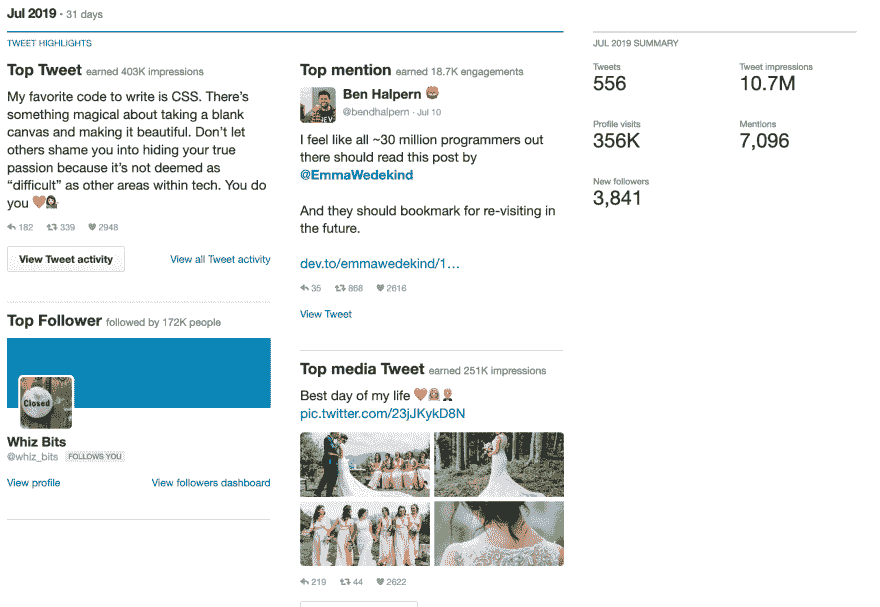 Jul 2019 · 31 days
TWEET HIGHLIGHTS
Top Tweet earned 403K impressions
My favorite code to write is CSS. There's
something magical about taking a blank
canvas and making it beautiful. Don't let
others shame you into hiding your true
passion because it's not deemed as
"difficult" as other areas within tech. You do
you
182 339 2948
View Tweet activity View all Tweet activity
Top Follower followed by 172K people
Closed
Whiz Bits
@whiz_bits FOLLOWS YOU
View profile View followers dashboard
Top mention earned 18.7K engagements
Ben Halpern
@bendhalpern · Jul 10
I feel like all ~30 million programmers out
there should read this post by
@EmmaWedekind
And they should bookmark for re-visiting in
the future.
dev.to/emmawedekind/1…
35 868 2616
View Tweet
Top media Tweet earned 251K impressions
Best day of my life
pic.twitter.com/23jJKykD8N
219 44 2622
JUL 2019 SUMMARY
Tweets Tweet impressions
556 10.7M
Profile visits Mentions
356K 7,096
New followers
3,841